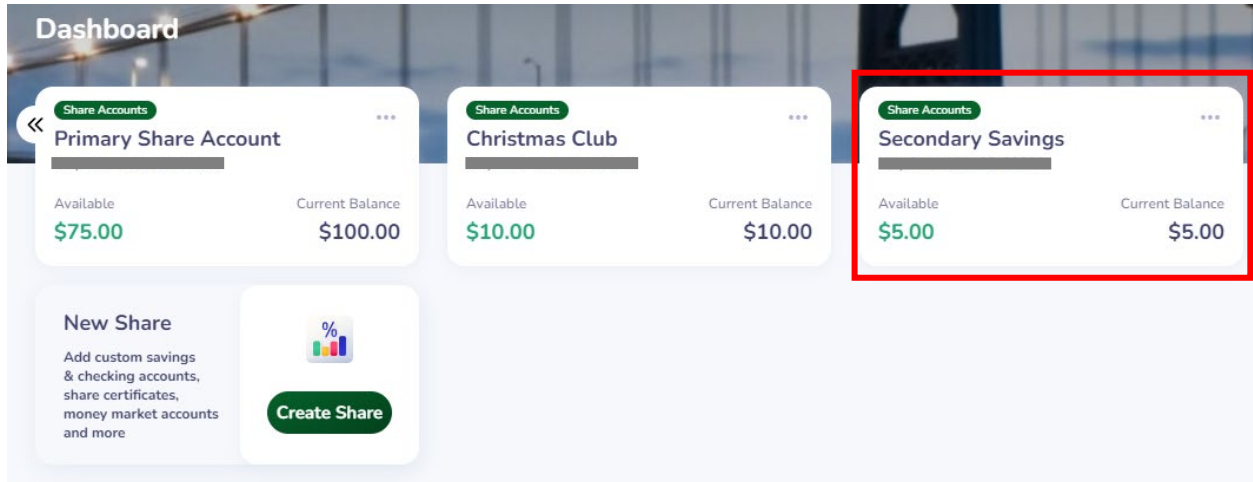 Dashboard
Share Accounts
Primary Share Account
Available
Current Balance
$75.00
$100.00
Share Accounts
Christmas Club
Available
Current Balance
$10.00
$10.00
Share Accounts
Secondary Savings
Available
Current Balance
$5.00
$5.00
New Share
Add custom savings
& checking accounts,
share certificates,
money market accounts
and more
%
Create Share